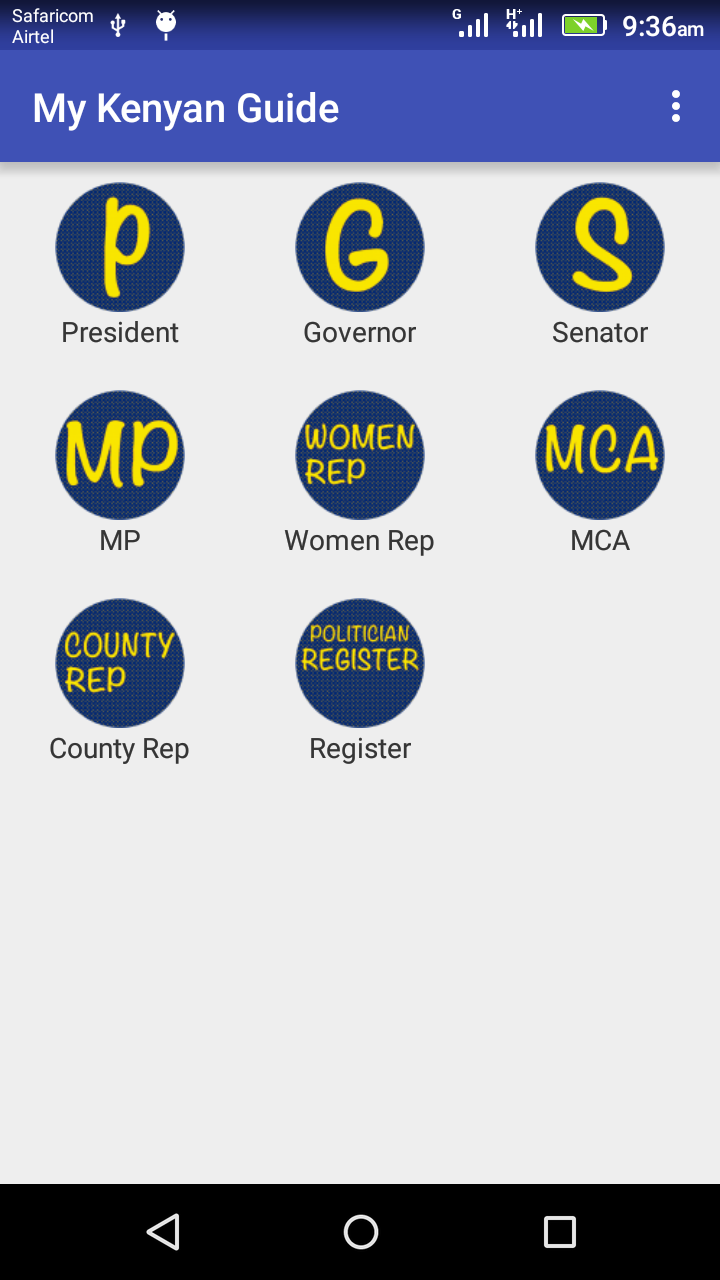 Safaricom
Airtel
G
H+
9:36am
My Kenyan Guide
P
G
S
President
Governor
Senator
MP
WOMEN
REP
MCA
MP
Women Rep
MCA
COUNTY
REP
POLITICIAN
REGISTER
County Rep
Register